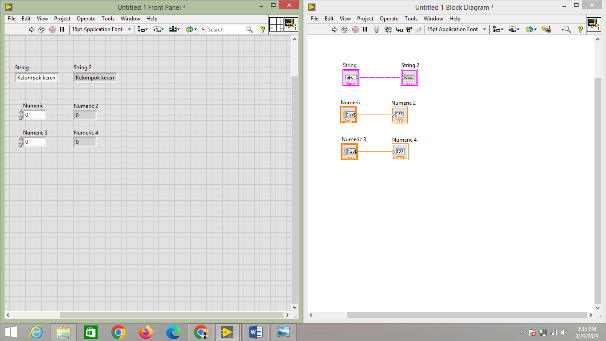 Untitled 1 Front Panel *
File Edit View Project Operate Tools Window Help
15pt Application Font
Search
String
String 2
Kelompok keren
Kelompok keren
Numeric
Numeric 2
0
0
Numeric 3
Numeric 4
0
0
Untitled 1 Block Diagram *
File Edit View Project Operate Tools Window Help
15pt Application Font
String
String 2
Numeric
Numeric 2
Numeric 3
Numeric 4